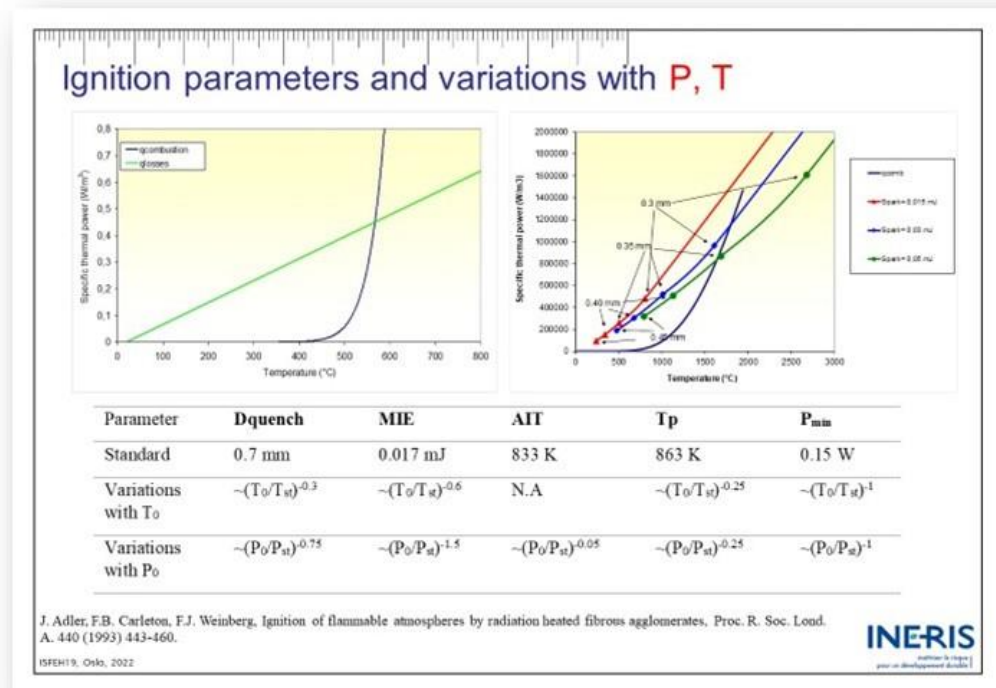 Ignition parameters and variations with P, T
0,8
0,7
0,6
0,5
0,4
0,3
0,2
0,1
0
0 100 200 300 400 500 600 700 800
Specific thermal power (W/m³)
Temperature (°C)
qcombustion
qlosses
2000000
1800000
1600000
1400000
1200000
1000000
800000
600000
400000
200000
0
0 500 1000 1500 2000 2500 3000
Specific thermal power (W/m3)
Temperature (°C)
0.3 mm
0.35 mm
0.40 mm
Parameter Dquench MIE AIT Tp Pmin
Standard 0.7 mm 0.017 mJ 833 K 863 K 0.15 W
Variations ~(T0/Tst)-0.3 ~(T0/Tst)-0.6 N.A ~(T0/Tst)-0.25 ~(T0/Tst)-1
with T0
Variations ~(P0/Pst)-0.75 ~(P0/Pst)-1.5 ~(P0/Pst)-0.05 ~(P0/Pst)-0.25 ~(P0/Pst)-1
with P0
J. Adler, F.B. Carleton, F.J. Weinberg, Ignition of flammable atmospheres by radiation heated fibrous agglomerates, Proc. R. Soc. Lond.
A. 440 (1993) 443-460.
INERIS
maîtriser le risque
pour un développement durable
ISFEH19, Oslo, 2022